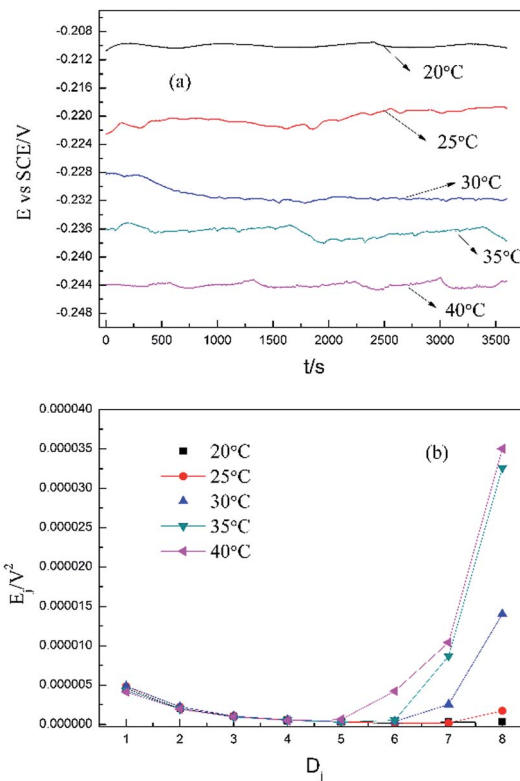 -0.208
-0.212
-0.216
-0.220
-0.224
-0.228
-0.232
-0.236
-0.240
-0.244
-0.248
E vs SCE/V
(a)
20°C
25°C
30°C
35°C
40°C
0 500 1000 1500 2000 2500 3000 3500
t/s
0.000040
0.000035
0.000030
0.000025
0.000020
0.000015
0.000010
0.000005
0.000000
E_j/V²
20°C
25°C
30°C
35°C
40°C
(b)
1 2 3 4 5 6 7 8
D_j